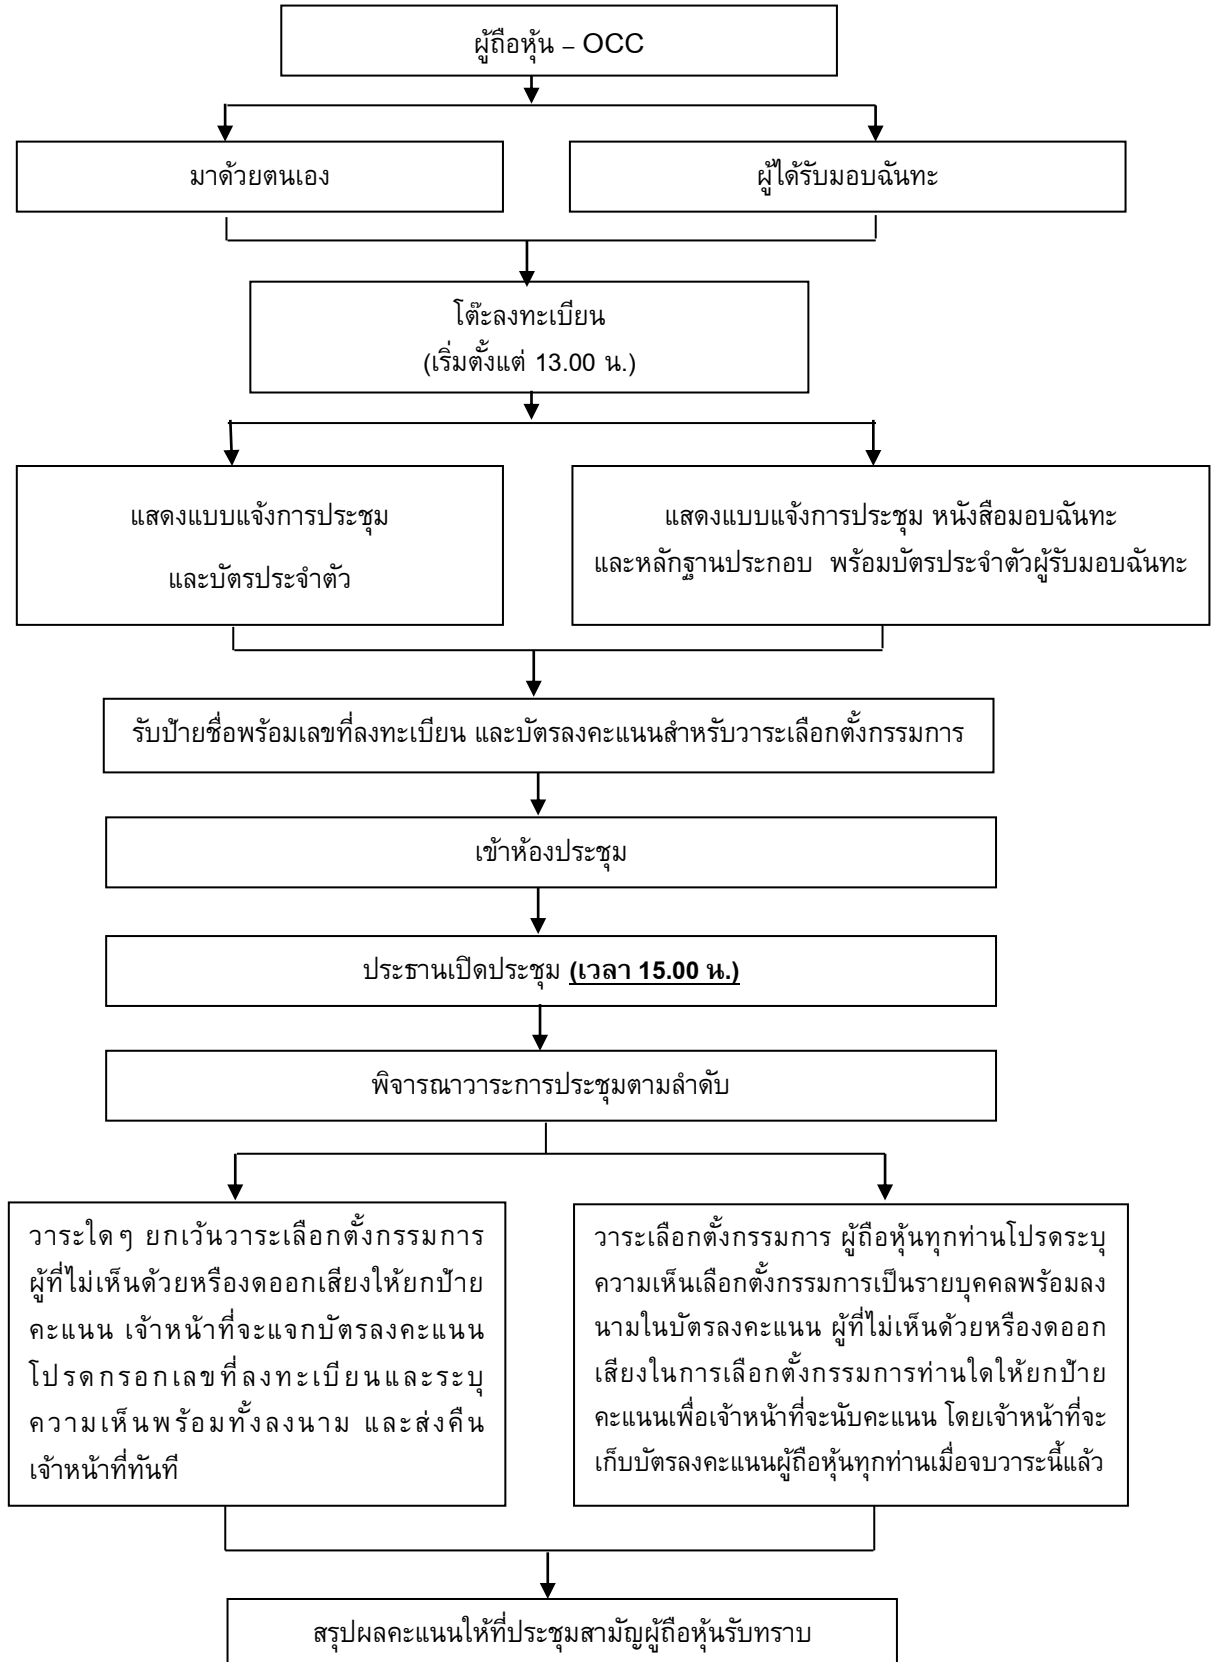 ผู้ถือหุ้น – OCC
มาด้วยตนเอง
ผู้ได้รับมอบฉันทะ
โต๊ะลงทะเบียน
(เริ่มตั้งแต่ 13.00 น.)
แสดงแบบแจ้งการประชุม
และบัตรประจำตัว
แสดงแบบแจ้งการประชุม หนังสือมอบฉันทะ
และหลักฐานประกอบ พร้อมบัตรประจำตัวผู้รับมอบฉันทะ
รับป้ายชื่อพร้อมเลขที่ลงทะเบียน และบัตรลงคะแนนสำหรับวาระเลือกตั้งกรรมการ
เข้าห้องประชุม
ประธานเปิดประชุม (เวลา 15.00 น.)
พิจารณาวาระการประชุมตามลำดับ
วาระใดๆ ยกเว้นวาระเลือกตั้งกรรมการ
ผู้ที่ไม่เห็นด้วยหรืองดออกเสียงให้ยกป้าย
คะแนน เจ้าหน้าที่จะแจกบัตรลงคะแนน
โปรดกรอกเลขที่ลงทะเบียนและระบุ
ความเห็นพร้อมทั้งลงนาม และส่งคืน
เจ้าหน้าที่ทันที
วาระเลือกตั้งกรรมการ ผู้ถือหุ้นทุกท่านโปรดระบุ
ความเห็นเลือกตั้งกรรมการเป็นรายบุคคลพร้อมลง
นามในบัตรลงคะแนน ผู้ที่ไม่เห็นด้วยหรืองดออก
เสียงในการเลือกตั้งกรรมการท่านใดให้ยกป้าย
คะแนนเพื่อเจ้าหน้าที่จะนับคะแนน โดยเจ้าหน้าที่จะ
เก็บบัตรลงคะแนนผู้ถือหุ้นทุกท่านเมื่อจบวาระนี้แล้ว
สรุปผลคะแนนให้ที่ประชุมสามัญผู้ถือหุ้นรับทราบ